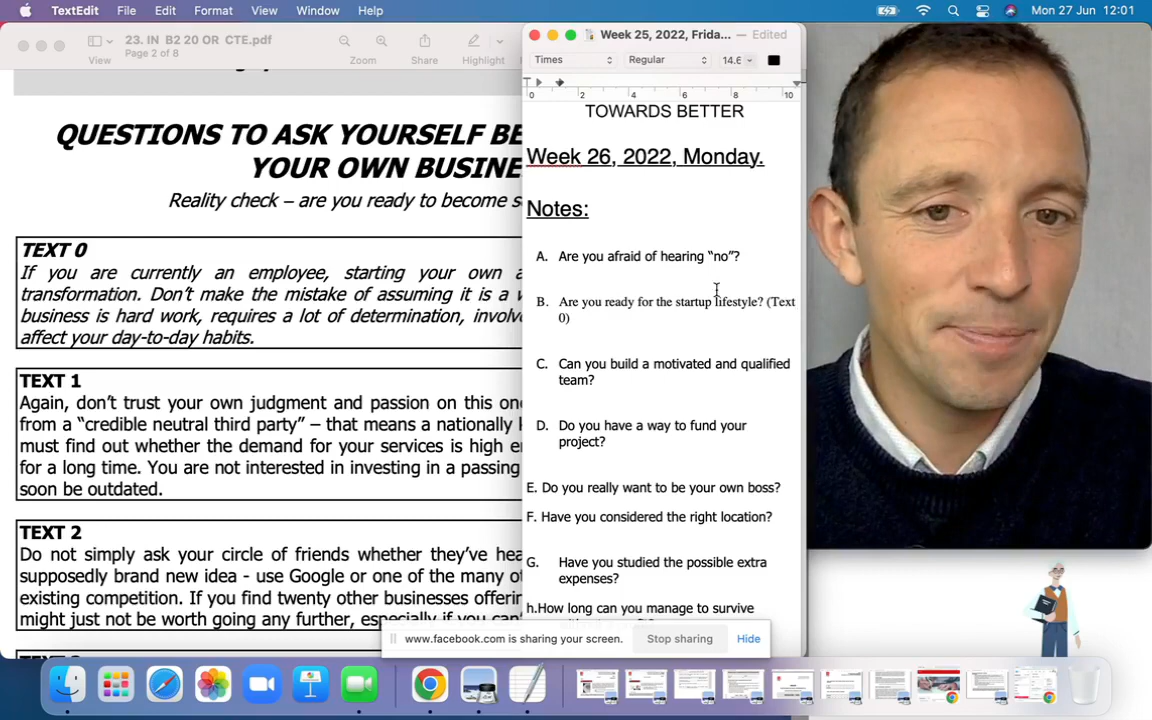 TextEdit File Edit Format View Window Help Mon 27 Jun 12:01
23. IN B2 20 OR CTE.pdf
Page 2 of 8
View Zoom Share Highlight
QUESTIONS TO ASK YOURSELF BE
YOUR OWN BUSINE
Reality check – are you ready to become s
TEXT 0
If you are currently an employee, starting your own a
transformation. Don't make the mistake of assuming it is a
business is hard work, requires a lot of determination, involv
affect your day-to-day habits.
TEXT 1
Again, don't trust your own judgment and passion on this on
from a "credible neutral third party" – that means a nationally
must find out whether the demand for your services is high e
for a long time. You are not interested in investing in a passing
soon be outdated.
TEXT 2
Do not simply ask your circle of friends whether they've hea
supposedly brand new idea - use Google or one of the many ot
existing competition. If you find twenty other businesses offerin
might just not be worth going any further, especially if you can'
Week 25, 2022, Frida... — Edited
Times Regular 14.6
0 2 4 6 8 10
TOWARDS BETTER
Week 26, 2022, Monday.
Notes:
A. Are you afraid of hearing “no”?
B. Are you ready for the startup lifestyle? (Text
0)
C. Can you build a motivated and qualified
team?
D. Do you have a way to fund your
project?
E. Do you really want to be your own boss?
F. Have you considered the right location?
G. Have you studied the possible extra
expenses?
h.How long can you manage to survive
www.facebook.com is sharing your screen. Stop sharing Hide